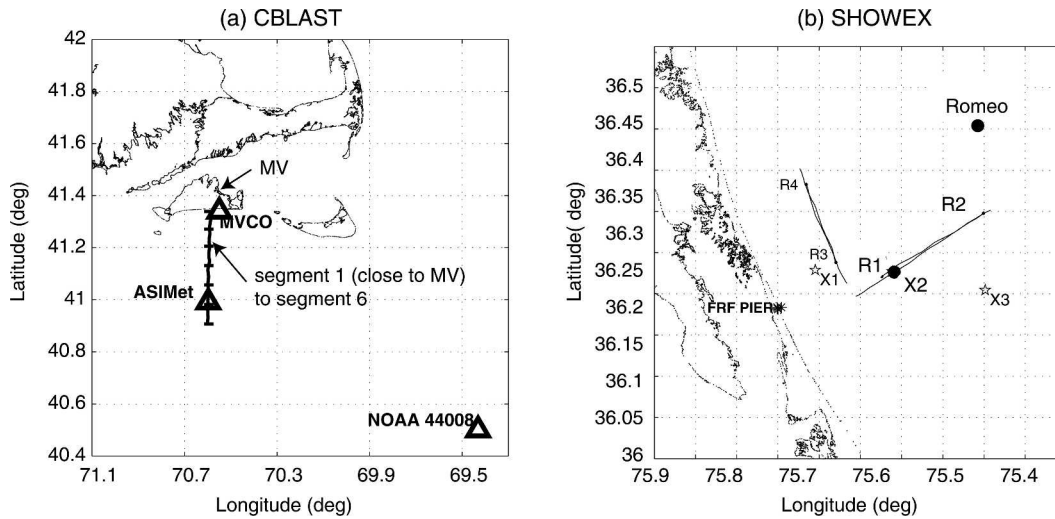 (a) CBLAST
42
41.8
41.6
41.4
41.2
41
40.8
40.6
40.4
Latitude (deg)
MV
MVCO
segment 1 (close to MV)
to segment 6
ASIMet
NOAA 44008
71.1
70.7
70.3
69.9
69.5
Longitude (deg)
(b) SHOWEX
36.5
36.45
36.4
36.35
36.3
36.25
36.2
36.15
36.1
36.05
36
Latitude( deg)
Romeo
R4
R2
R3
X1
R1
X2
X3
FRF PIER
75.9
75.8
75.7
75.6
75.5
75.4
Longitude (deg)